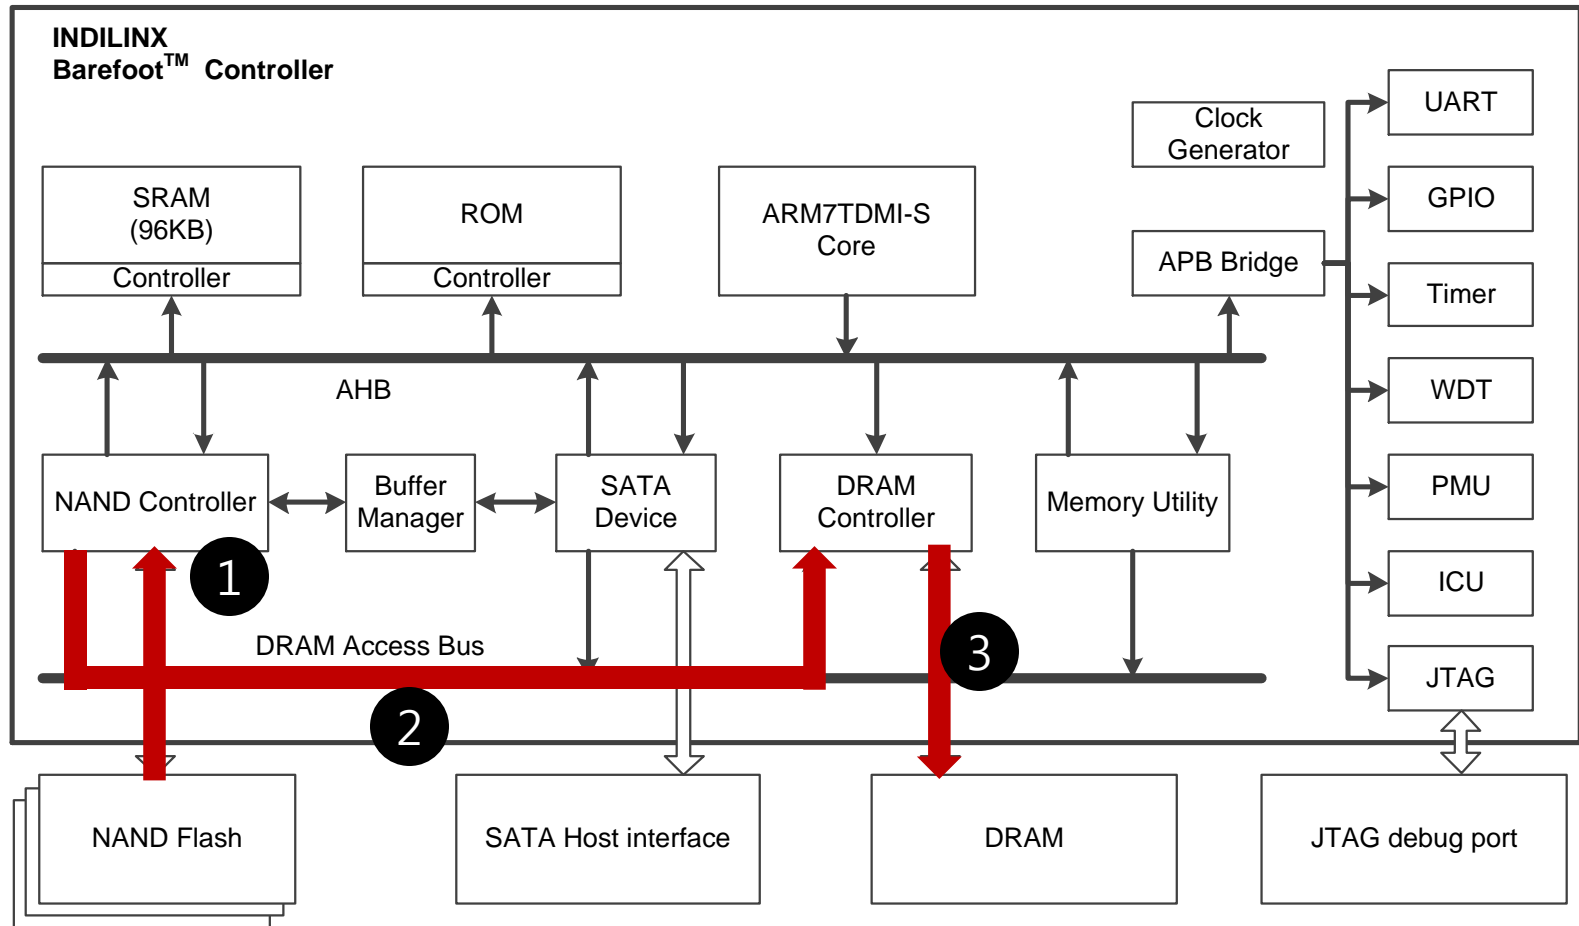 INDILINX
Barefoot™ Controller
UART
Clock
Generator
SRAM
(96KB)
Controller
ROM
Controller
ARM7TDMI-S
Core
GPIO
APB Bridge
Timer
AHB
WDT
NAND Controller
Buffer
Manager
SATA
Device
DRAM
Controller
Memory Utility
PMU
1
ICU
DRAM Access Bus
3
JTAG
2
NAND Flash
SATA Host interface
DRAM
JTAG debug port